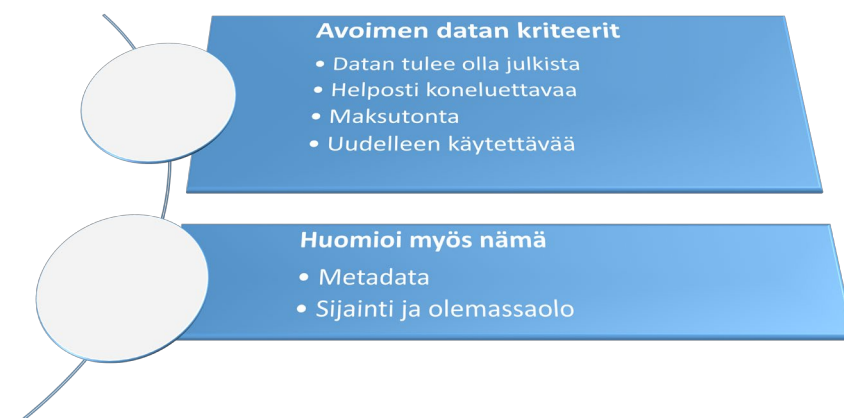 Avoimen datan kriteerit
• Datan tulee olla julkista
• Helposti koneluettavaa
• Maksutonta
• Uudelleen käytettävää
Huomioi myös nämä
• Metadata
• Sijainti ja olemassaolo